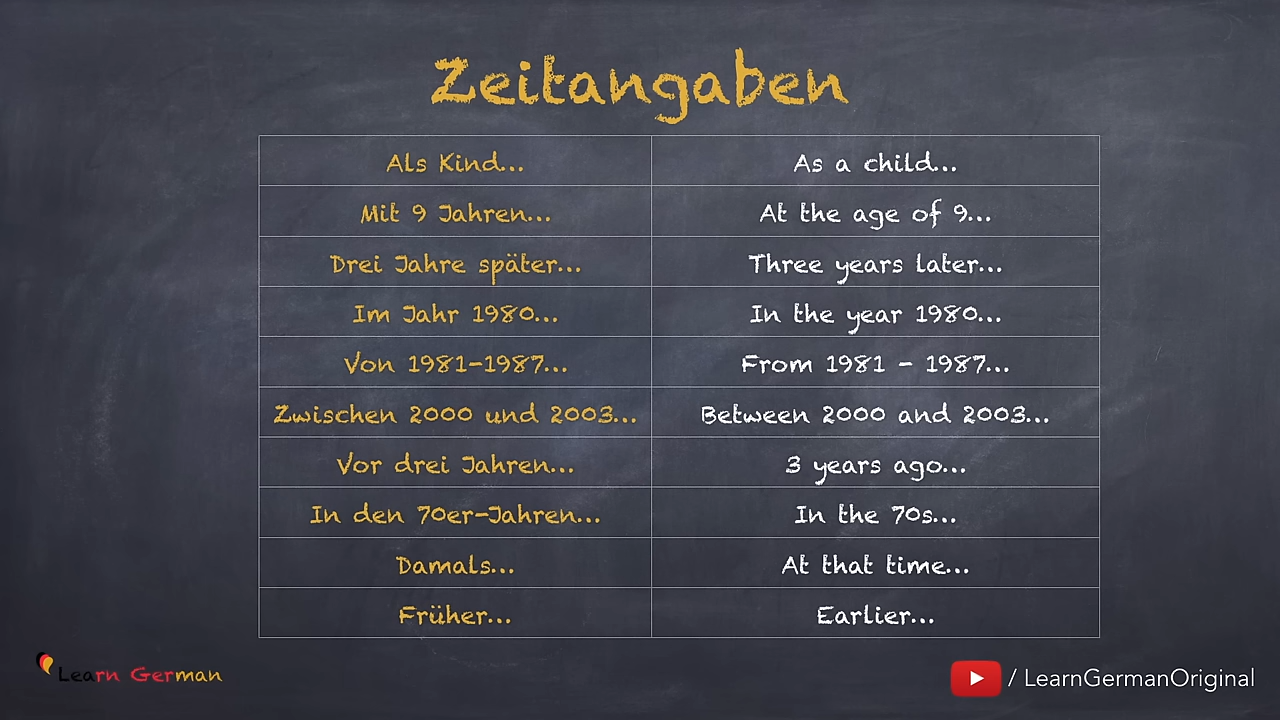 Zeitangaben
Als Kind... As a child...
Mit 9 Jahren... At the age of 9...
Drei Jahre später... Three years later...
Im Jahr 1980... In the year 1980...
Von 1981-1987... From 1981 - 1987...
Zwischen 2000 und 2003... Between 2000 and 2003...
Vor drei Jahren... 3 years ago...
In den 70er-Jahren... In the 70s...
Damals... At that time...
Früher... Earlier...
Learn German
/ LearnGermanOriginal